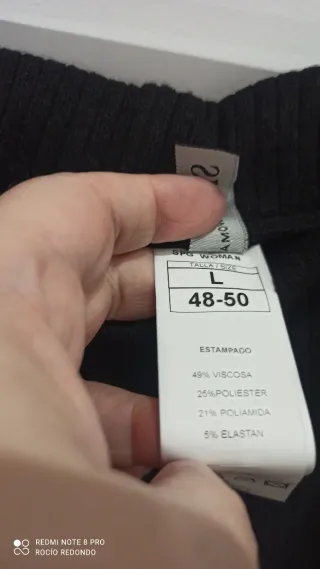 SPG WOMAN
TALLA / SIZE
L
48-50
ESTAMPADO
49% VISCOSA
25%POLIESTER
21% POLIAMIDA
5% ELASTAN
REDMI NOTE 8 PRO
ROCÍO REDONDO